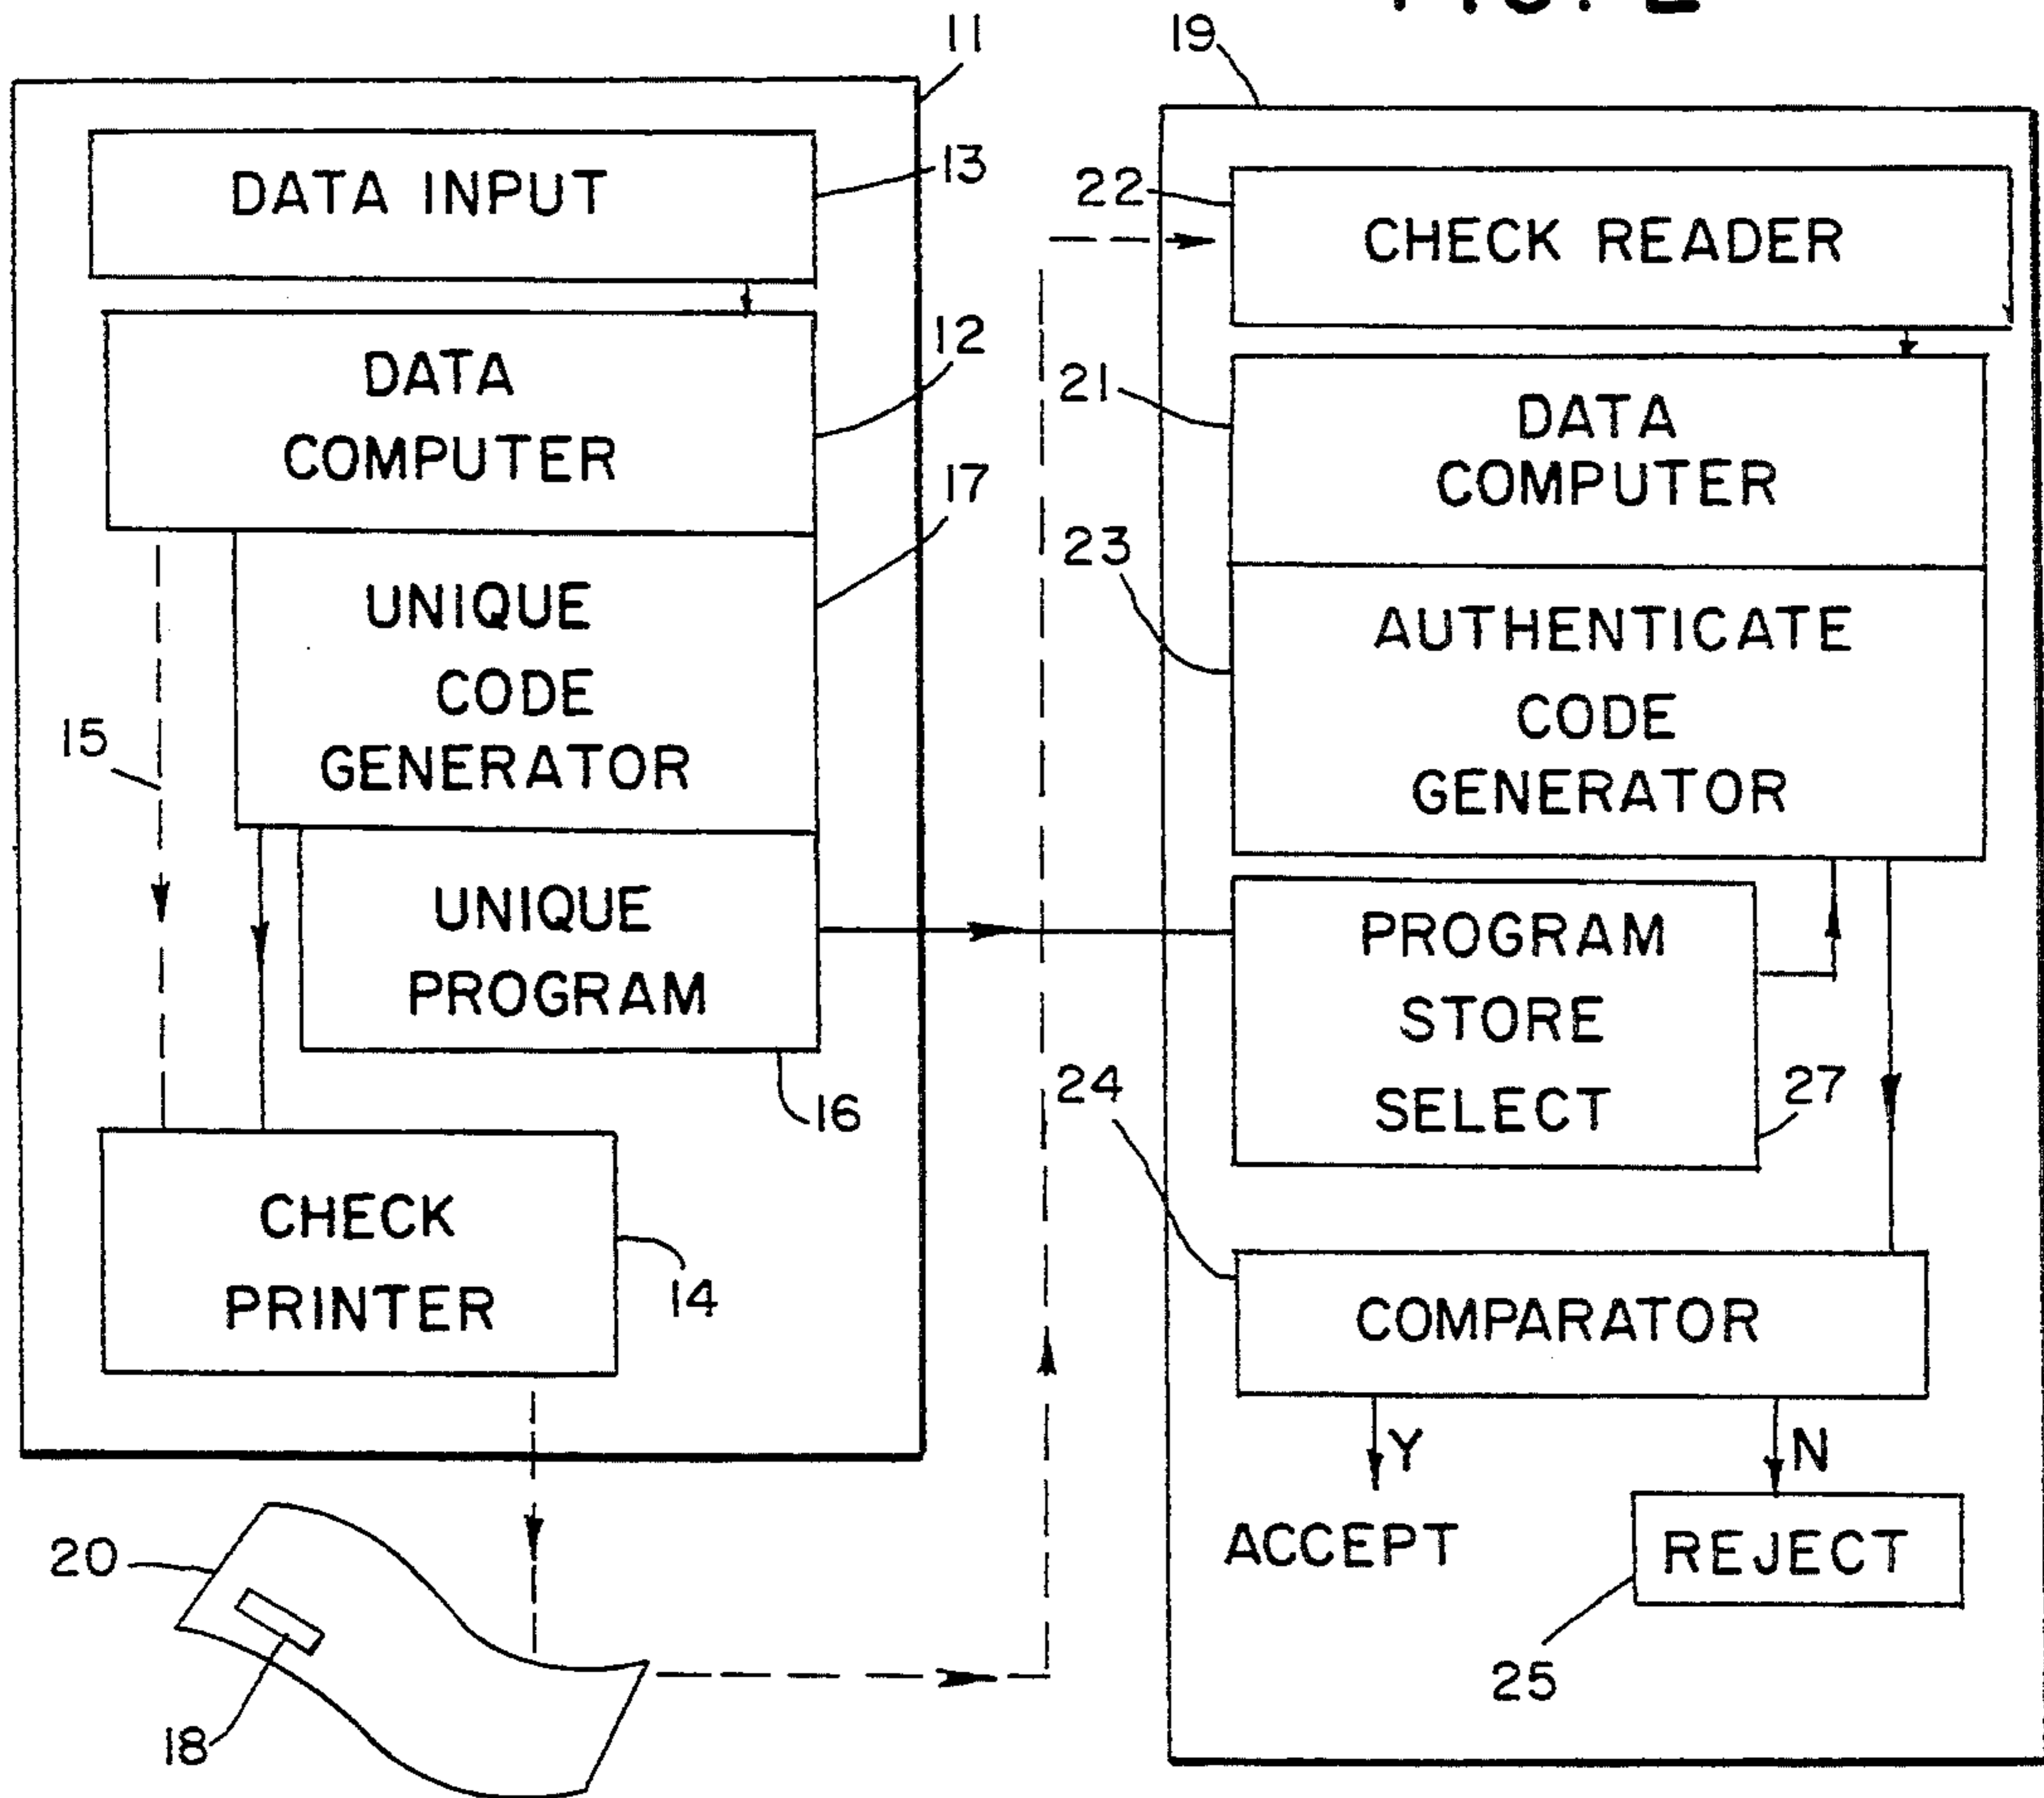 11
19
DATA INPUT
13
22
CHECK READER
DATA
COMPUTER
12
21
DATA
COMPUTER
17
UNIQUE
CODE
GENERATOR
23
AUTHENTICATE
CODE
GENERATOR
15
UNIQUE
PROGRAM
16
PROGRAM
STORE
SELECT
27
24
CHECK
PRINTER
14
COMPARATOR
Y
N
ACCEPT
REJECT
20
25
18